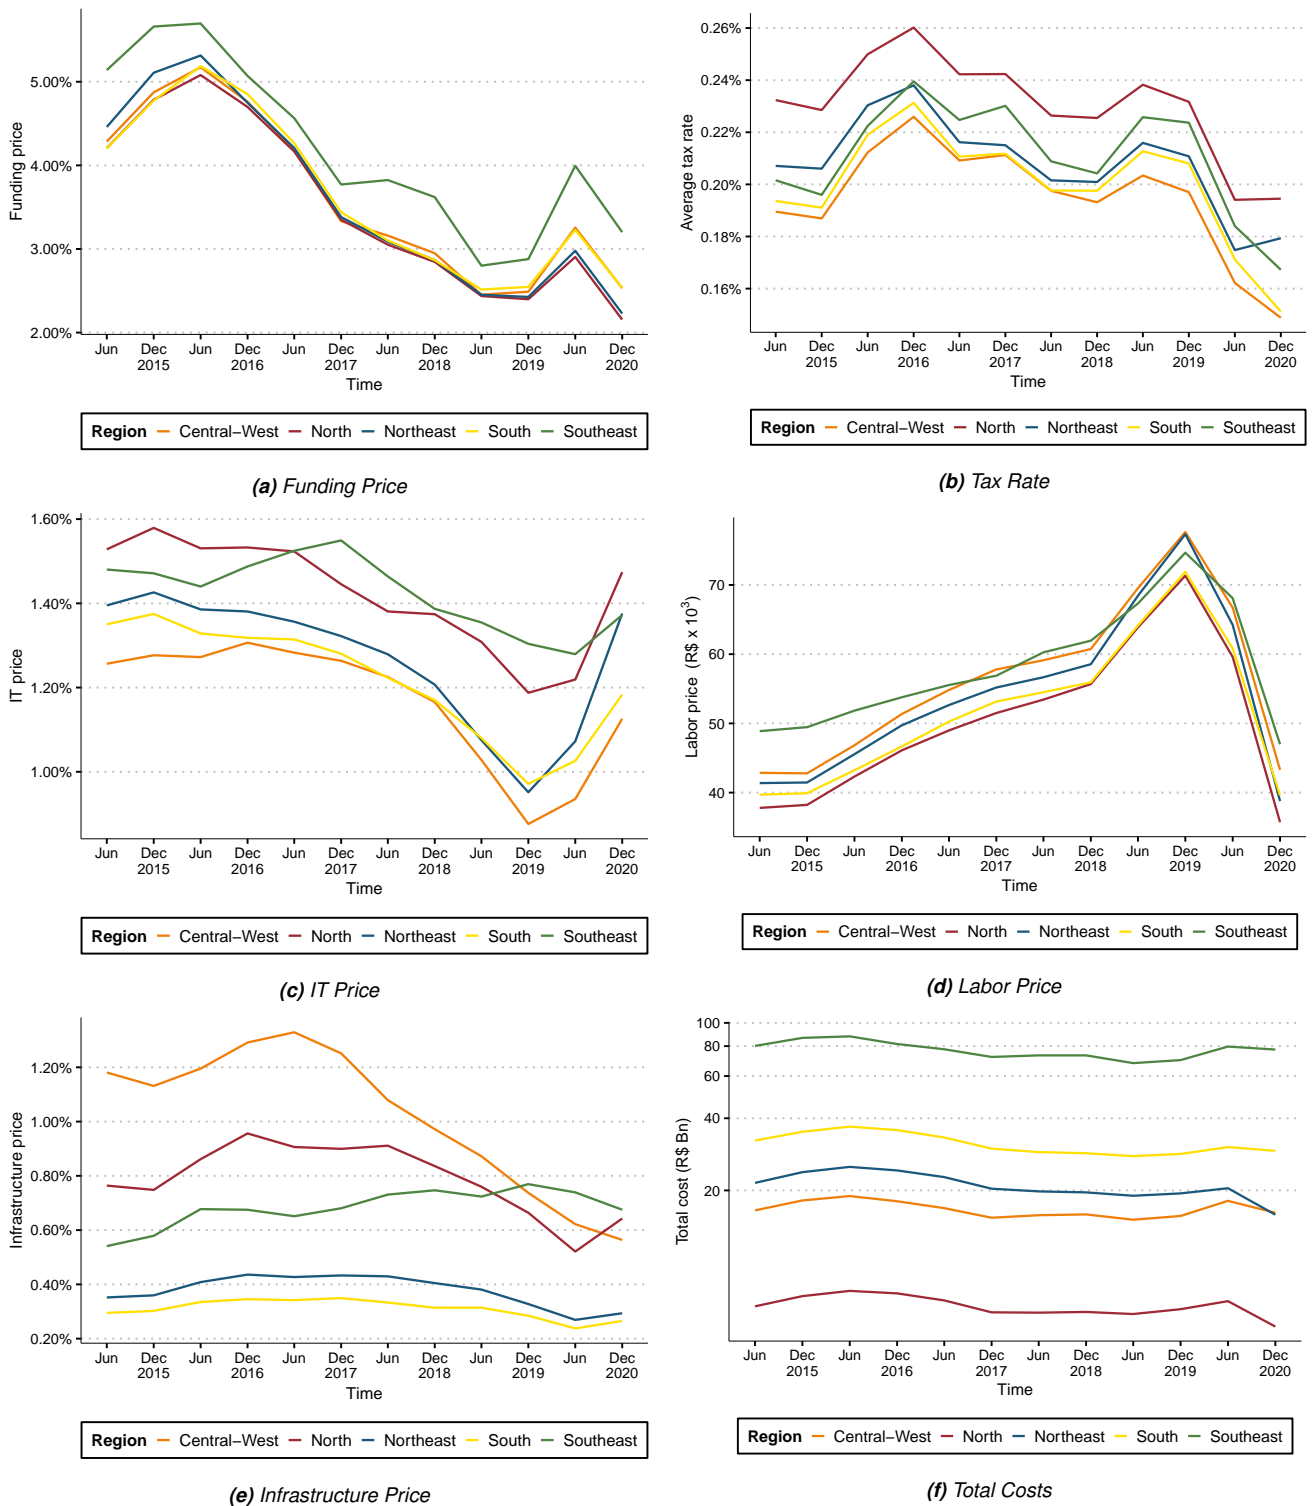 Funding price
5.00%
4.00%
3.00%
2.00%
Jun Dec Jun Dec Jun Dec Jun Dec Jun Dec Jun Dec
2015 2016 2017 2018 2019 2020
Time
Region Central−West North Northeast South Southeast
(a) Funding Price
Average tax rate
0.26%
0.24%
0.22%
0.20%
0.18%
0.16%
Jun Dec Jun Dec Jun Dec Jun Dec Jun Dec Jun Dec
2015 2016 2017 2018 2019 2020
Time
Region Central−West North Northeast South Southeast
(b) Tax Rate
IT price
1.60%
1.40%
1.20%
1.00%
Jun Dec Jun Dec Jun Dec Jun Dec Jun Dec Jun Dec
2015 2016 2017 2018 2019 2020
Time
Region Central−West North Northeast South Southeast
(c) IT Price
Labor price (R$ x 10³)
70
60
50
40
Jun Dec Jun Dec Jun Dec Jun Dec Jun Dec Jun Dec
2015 2016 2017 2018 2019 2020
Time
Region Central−West North Northeast South Southeast
(d) Labor Price
Infrastructure price
1.20%
1.00%
0.80%
0.60%
0.40%
0.20%
Jun Dec Jun Dec Jun Dec Jun Dec Jun Dec Jun Dec
2015 2016 2017 2018 2019 2020
Time
Region Central−West North Northeast South Southeast
(e) Infrastructure Price
Total cost (R$ Bn)
100
80
60
40
20
Jun Dec Jun Dec Jun Dec Jun Dec Jun Dec Jun Dec
2015 2016 2017 2018 2019 2020
Time
Region Central−West North Northeast South Southeast
(f) Total Costs